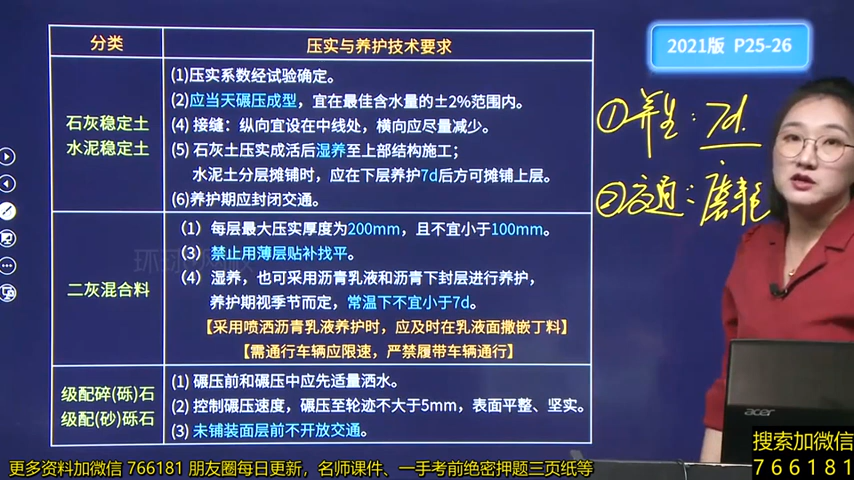 分类
压实与养护技术要求
2021版 P25-26
石灰稳定土
水泥稳定土
(1)压实系数经试验确定。
(2)应当天碾压成型，宜在最佳含水量的±2%范围内。
(4) 接缝：纵向宜设在中线处，横向应尽量减少。
(5) 石灰土压实成活后湿养至上部结构施工；
水泥土分层摊铺时，应在下层养护7d后方可摊铺上层。
(6)养护期应封闭交通。
①养生：7d.
②交通：
二灰混合料
（1）每层最大压实厚度为200mm，且不宜小于100mm。
（3）禁止用薄层贴补找平。
（4）湿养，也可采用沥青乳液和沥青下封层进行养护，
养护期视季节而定，常温下不宜小于7d。
【采用喷洒沥青乳液养护时，应及时在乳液面撒嵌丁料】
【需通行车辆应限速，严禁履带车辆通行】
级配碎(砾)石
级配(砂)砾石
(1) 碾压前和碾压中应先适量洒水。
(2) 控制碾压速度，碾压至轮迹不大于5mm，表面平整、坚实。
(3) 未铺装面层前不开放交通。
acer
搜索加微信
766181
更多资料加微信 766181 朋友圈每日更新，名师课件、一手考前绝密押题三页纸等